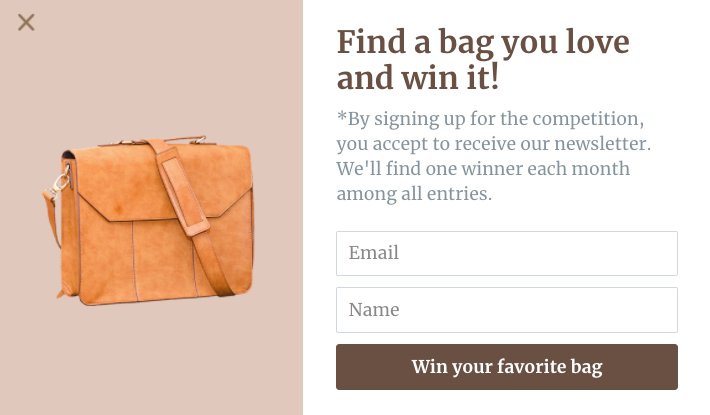 Find a bag you love
and win it!
*By signing up for the competition,
you accept to receive our newsletter.
We'll find one winner each month
among all entries.
Email
Name
Win your favorite bag